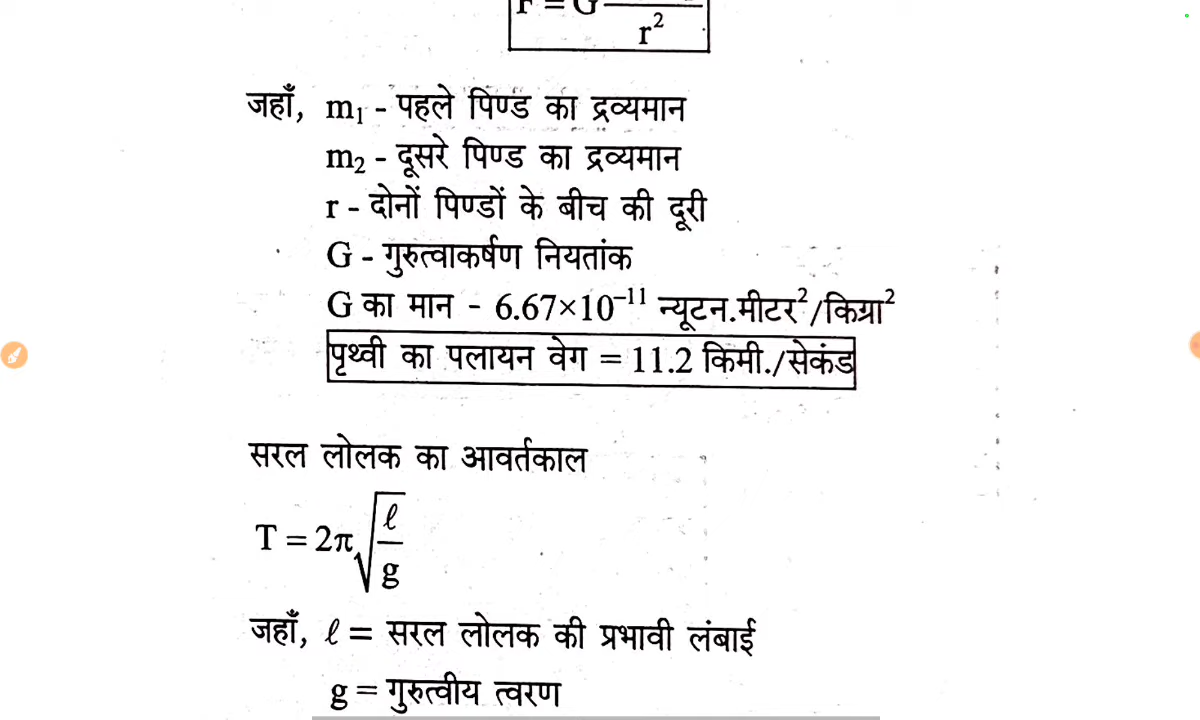 F = G
r²
जहाँ, m₁ - पहले पिण्ड का द्रव्यमान
m₂ - दूसरे पिण्ड का द्रव्यमान
r - दोनों पिण्डों के बीच की दूरी
G - गुरुत्वाकर्षण नियतांक
G का मान - 6.67×10⁻¹¹ न्यूटन.मीटर²/किग्रा²
पृथ्वी का पलायन वेग = 11.2 किमी./सेकंड
सरल लोलक का आवर्तकाल
T = 2π√(ℓ/g)
जहाँ, ℓ = सरल लोलक की प्रभावी लंबाई
g = गुरुत्वीय त्वरण